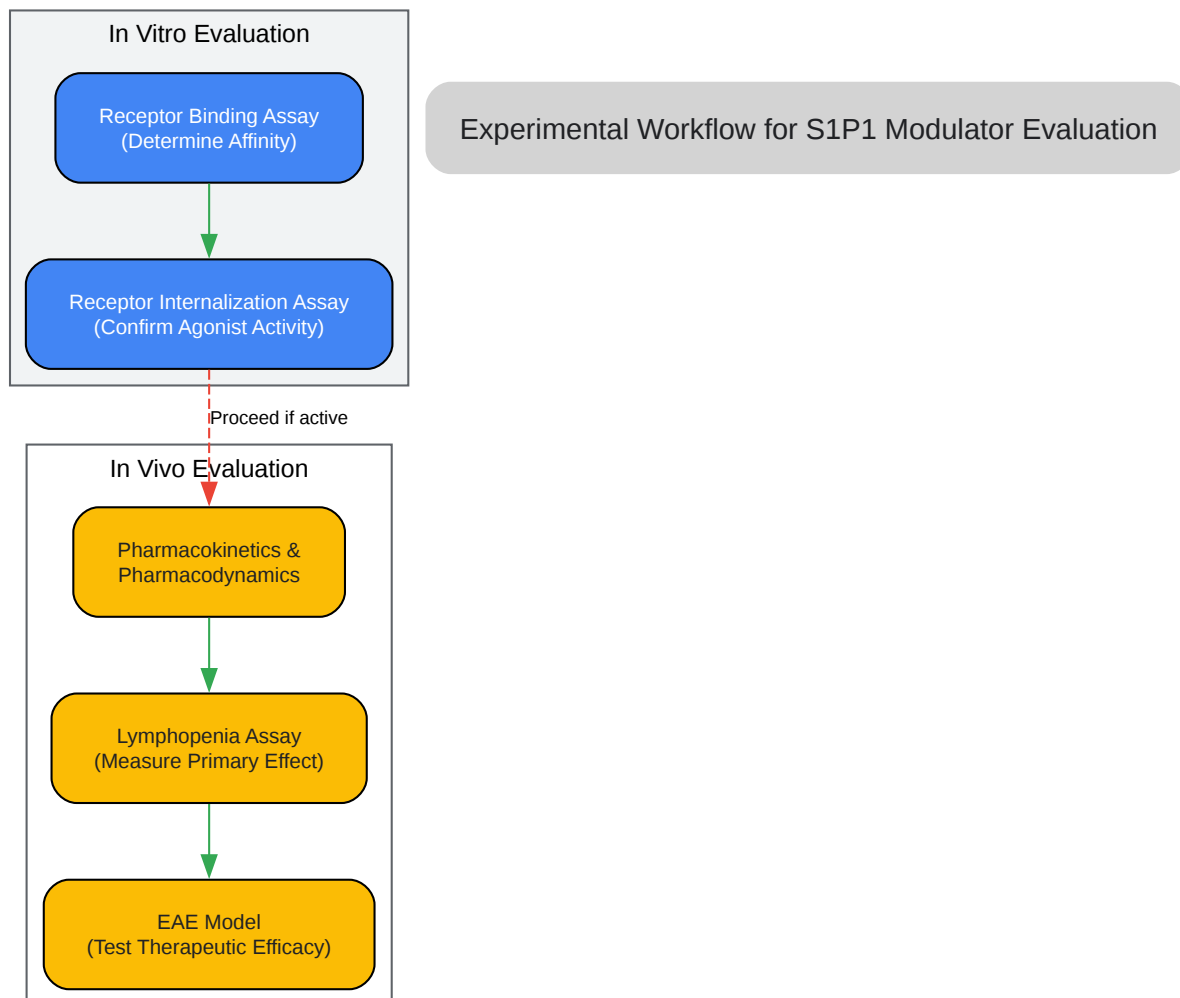 In Vitro Evaluation
Receptor Binding Assay
(Determine Affinity)
Experimental Workflow for S1P1 Modulator Evaluation
Receptor Internalization Assay
(Confirm Agonist Activity)
Proceed if active
In Vivo Evaluation
Pharmacokinetics &
Pharmacodynamics
Lymphopenia Assay
(Measure Primary Effect)
EAE Model
(Test Therapeutic Efficacy)